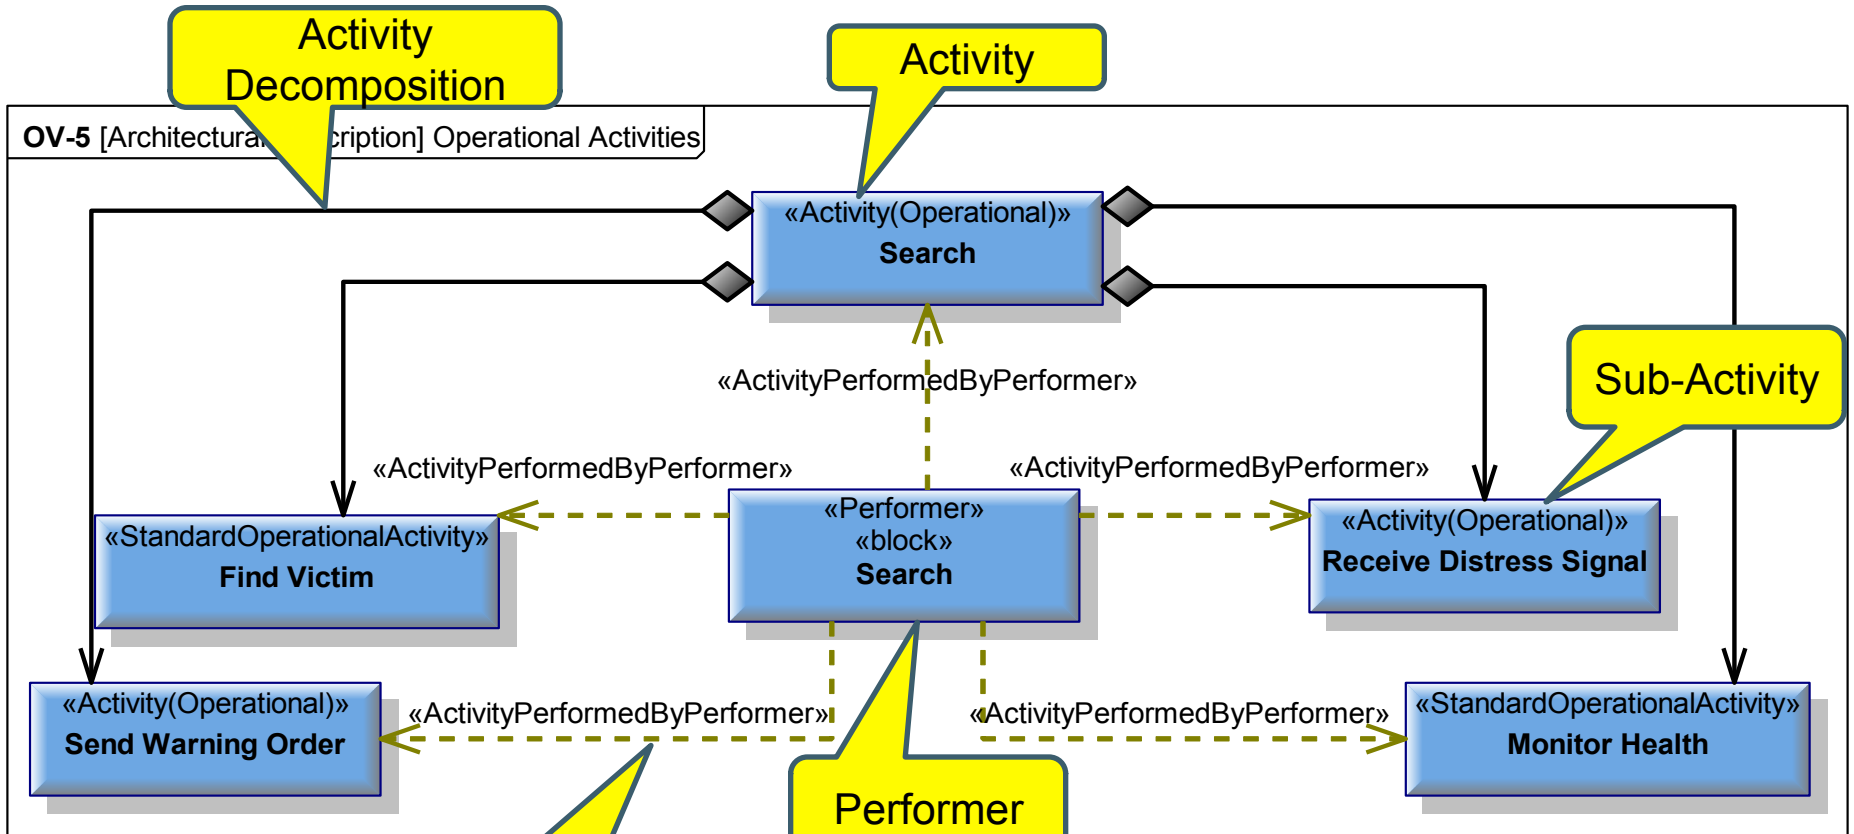 Activity
Decomposition
Activity
OV-5 [Architectural cription] Operational Activities
«Activity(Operational)»
Search
«ActivityPerformedByPerformer»
Sub-Activity
«ActivityPerformedByPerformer»
«ActivityPerformedByPerformer»
«StandardOperationalActivity»
Find Victim
«Performer»
«block»
Search
«Activity(Operational)»
Receive Distress Signal
«Activity(Operational)»
Send Warning Order
«ActivityPerformedByPerformer»
«ActivityPerformedByPerformer»
«StandardOperationalActivity»
Monitor Health
Performer